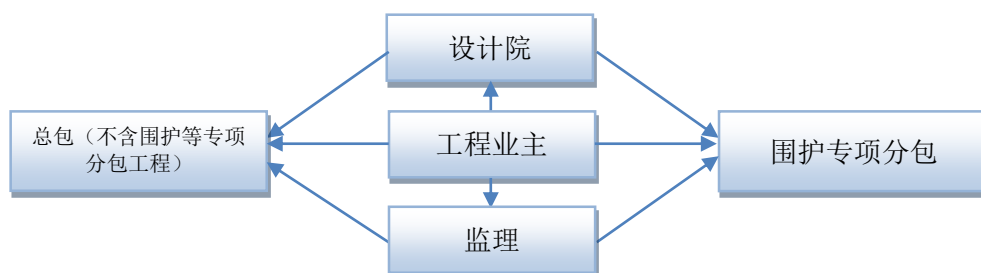 设计院
总包（不含围护等专项
分包工程）
工程业主
围护专项分包
监理